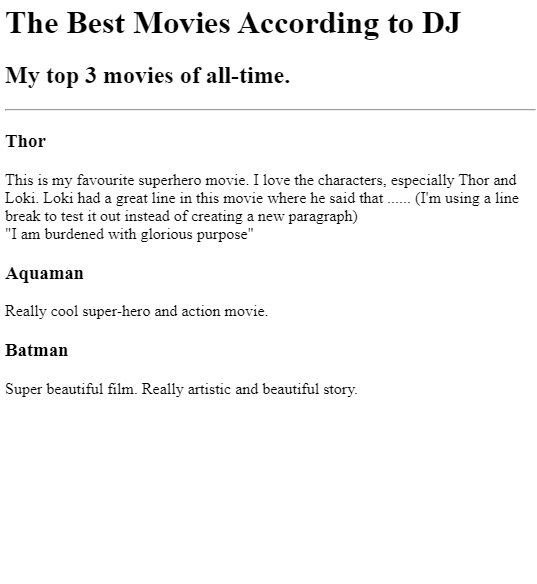 The Best Movies According to DJ
My top 3 movies of all-time.
Thor
This is my favourite superhero movie. I love the characters, especially Thor and
Loki. Loki had a great line in this movie where he said that ...... (I'm using a line
break to test it out instead of creating a new paragraph)
"I am burdened with glorious purpose"
Aquaman
Really cool super-hero and action movie.
Batman
Super beautiful film. Really artistic and beautiful story.